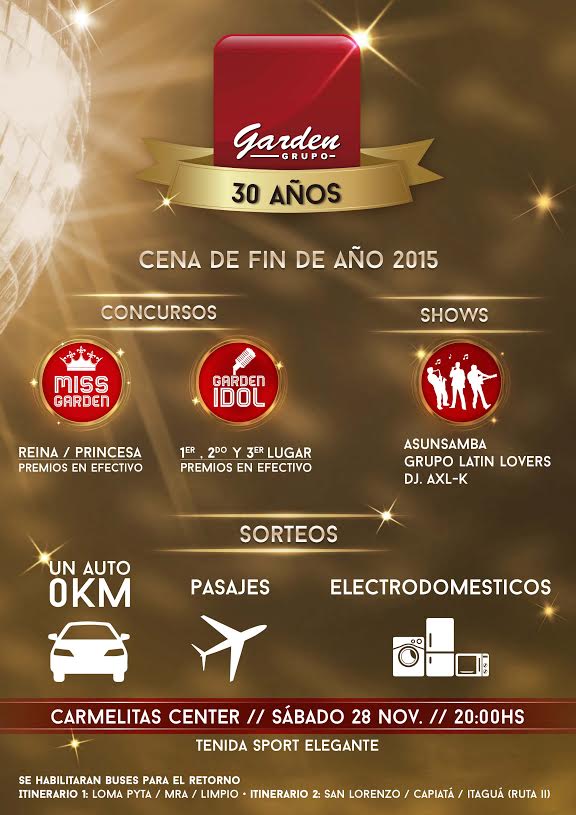 Garden
GRUPO
30 AÑOS
CENA DE FIN DE AÑO 2015
CONCURSOS
SHOWS
MISS
GARDEN
GARDEN
IDOL
REINA / PRINCESA
PREMIOS EN EFECTIVO
1ER , 2DO Y 3ER LUGAR
PREMIOS EN EFECTIVO
ASUNSAMBA
GRUPO LATIN LOVERS
DJ. AXL-K
SORTEOS
UN AUTO
0KM
PASAJES
ELECTRODOMESTICOS
CARMELITAS CENTER // SÁBADO 28 NOV. // 20:00HS
TENIDA SPORT ELEGANTE
SE HABILITARAN BUSES PARA EL RETORNO
ITINERARIO 1: LOMA PYTA / MRA / LIMPIO • ITINERARIO 2: SAN LORENZO / CAPIATÁ / ITAGUÁ (RUTA II)